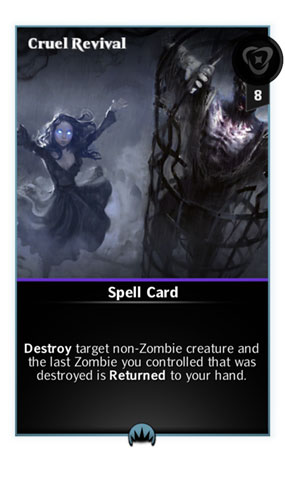 Cruel Revival
8
Spell Card
Destroy target non-Zombie creature and
the last Zombie you controlled that was
destroyed is Returned to your hand.